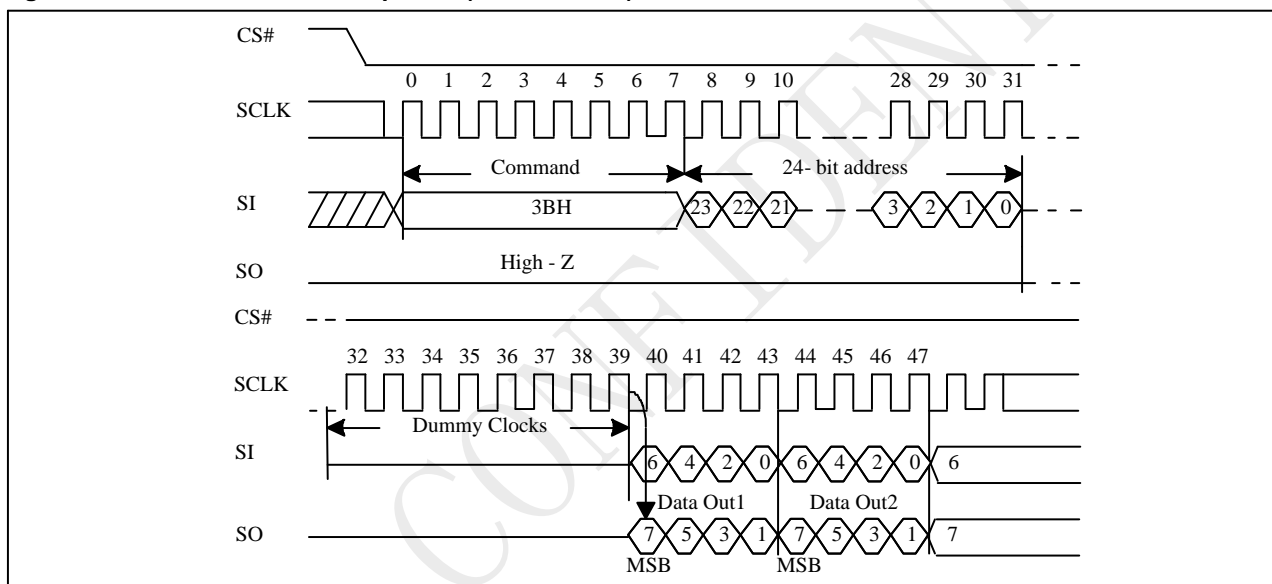 CS#
0 1 2 3 4 5 6 7 8 9 10 28 29 30 31
SCLK
Command 24- bit address
SI 3BH 23 22 21 3 2 1 0
High - Z
SO
CS#
32 33 34 35 36 37 38 39 40 41 42 43 44 45 46 47
SCLK
Dummy Clocks
SI 6 4 2 0 6 4 2 0 6
Data Out1 Data Out2
SO 7 5 3 1 7 5 3 1 7
MSB MSB